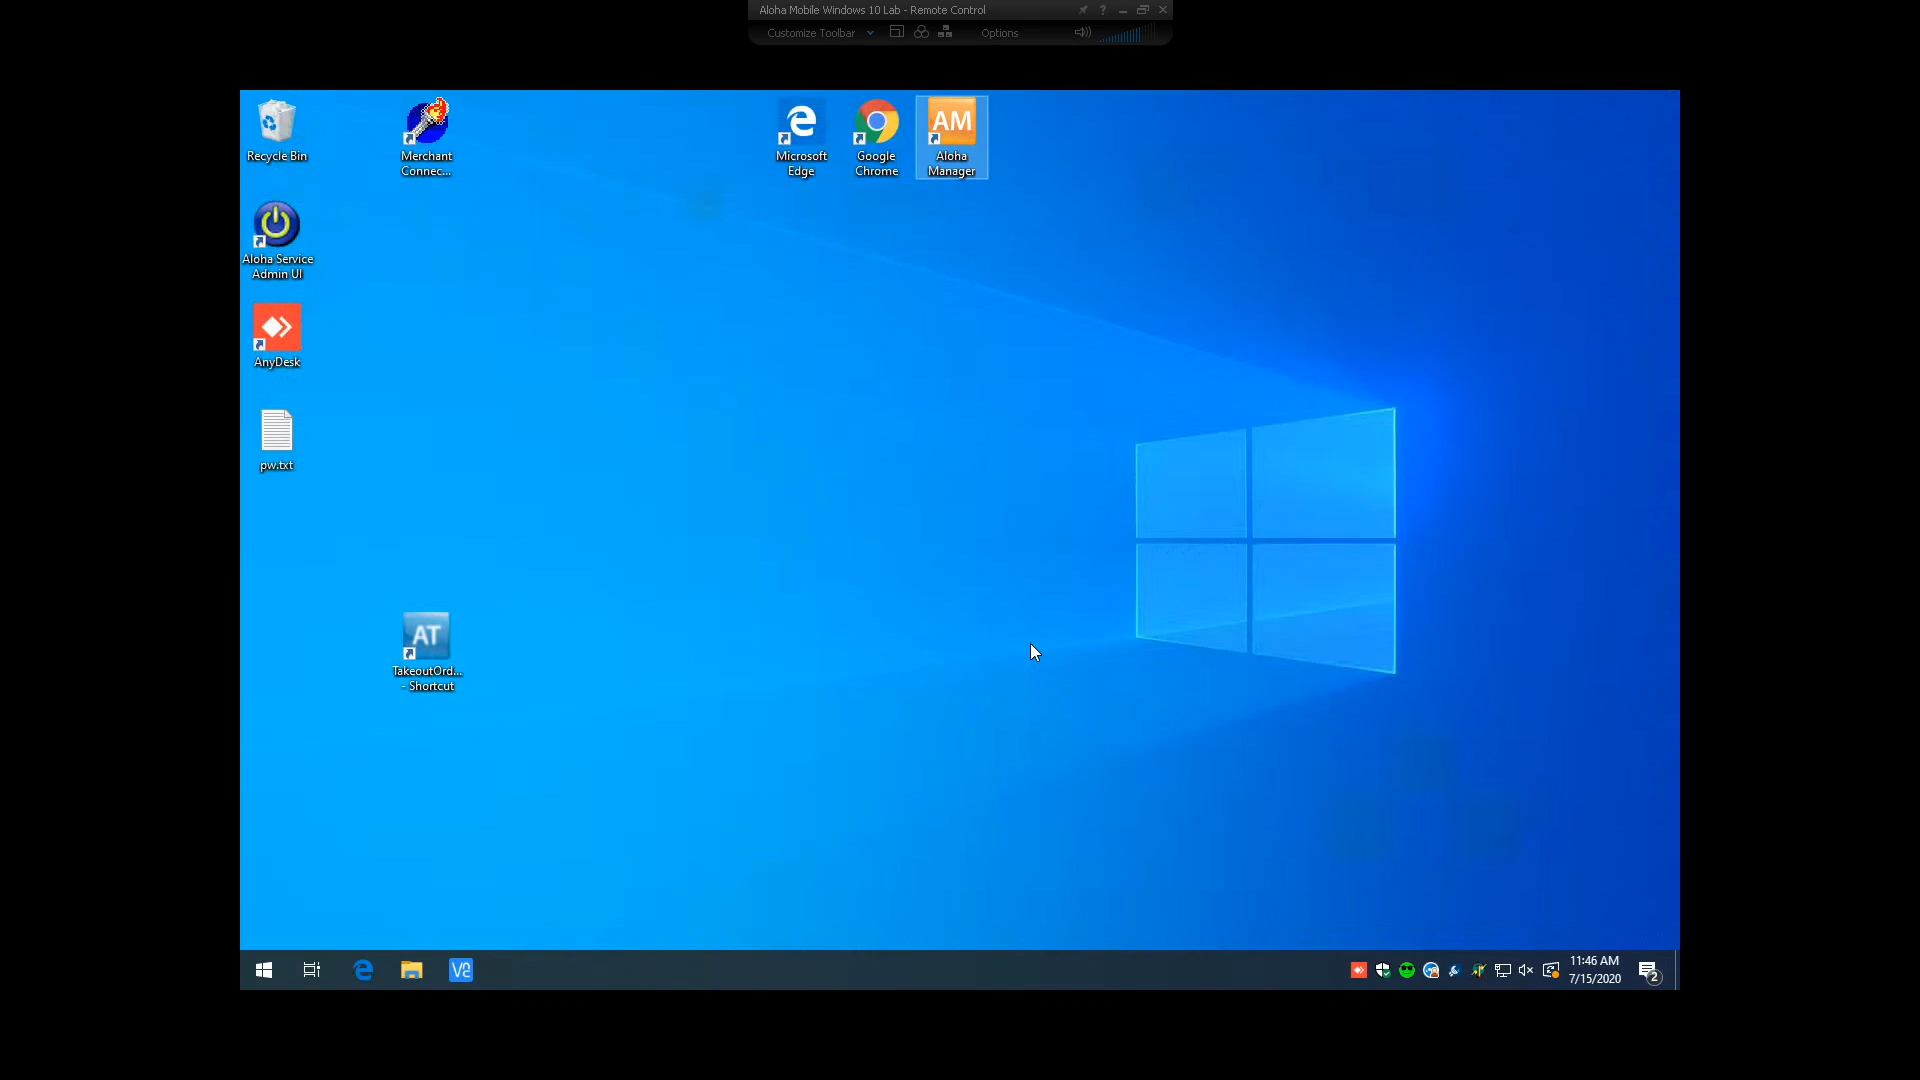 Aloha Mobile Windows 10 Lab - Remote Control
?
Customize Toolbar
Options
Recycle Bin
Merchant
Connec...
Microsoft
Edge
Google
Chrome
AM
Aloha
Manager
Aloha Service
Admin UI
AnyDesk
pw.txt
AT
TakeoutOrd...
- Shortcut
11:46 AM
7/15/2020
2